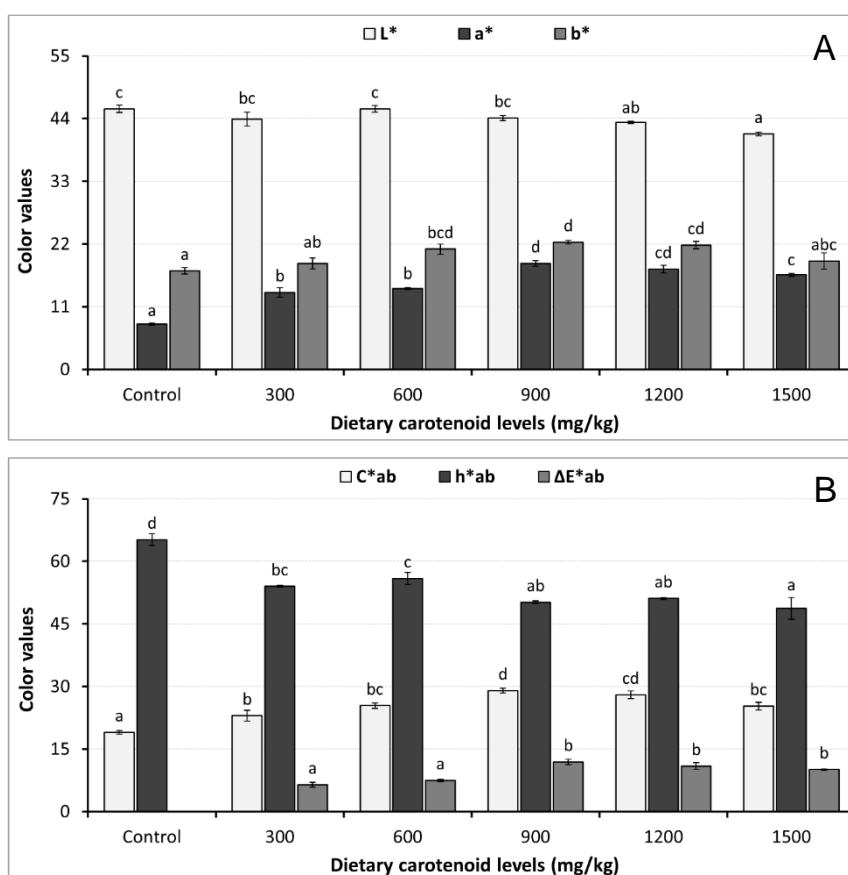 L* a* b*
A
55
44
33
22
11
0
Color values
c bc c bc ab a
a b b d cd c
a ab bcd d cd abc
Control 300 600 900 1200 1500
Dietary carotenoid levels (mg/kg)
C*ab h*ab ΔE*ab
B
75
60
45
30
15
0
Color values
d bc c ab ab a
a b bc d cd bc
a a b b b
Control 300 600 900 1200 1500
Dietary carotenoid levels (mg/kg)